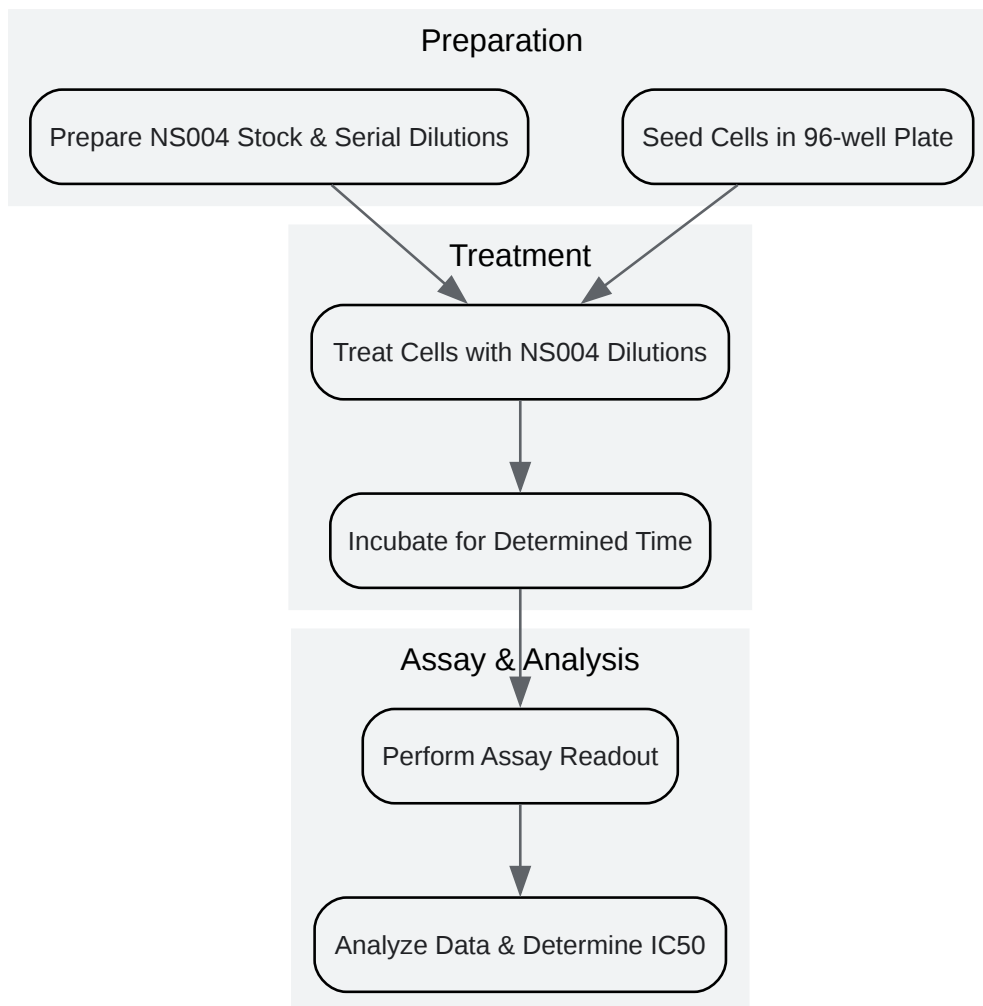 Preparation
Prepare NS004 Stock & Serial Dilutions
Seed Cells in 96-well Plate
Treatment
Treat Cells with NS004 Dilutions
Incubate for Determined Time
Assay & Analysis
Perform Assay Readout
Analyze Data & Determine IC50